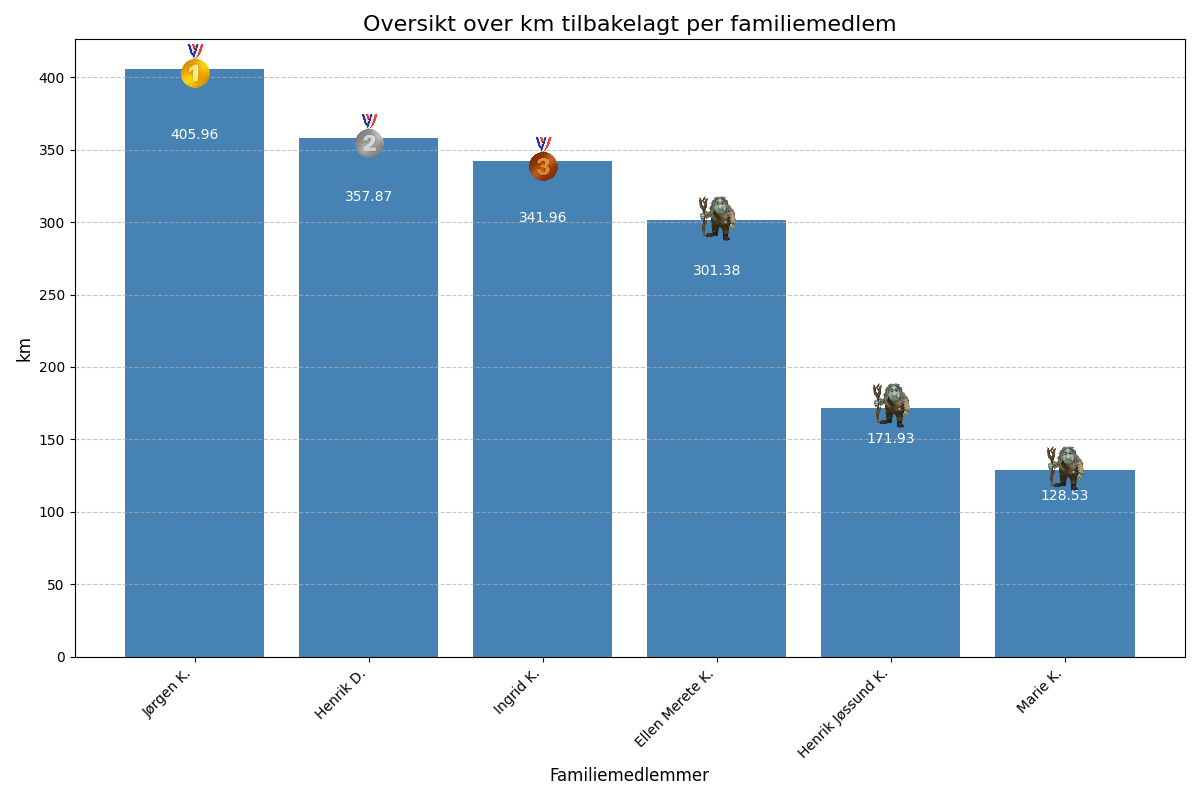 Oversikt over km tilbakelagt per familiemedlem
km
400
350
300
250
200
150
100
50
0
1
405.96
2
357.87
3
341.96
301.38
171.93
128.53
Jørgen K.
Henrik D.
Ingrid K.
Ellen Merete K.
Henrik Jøssund K.
Marie K.
Familiemedlemmer